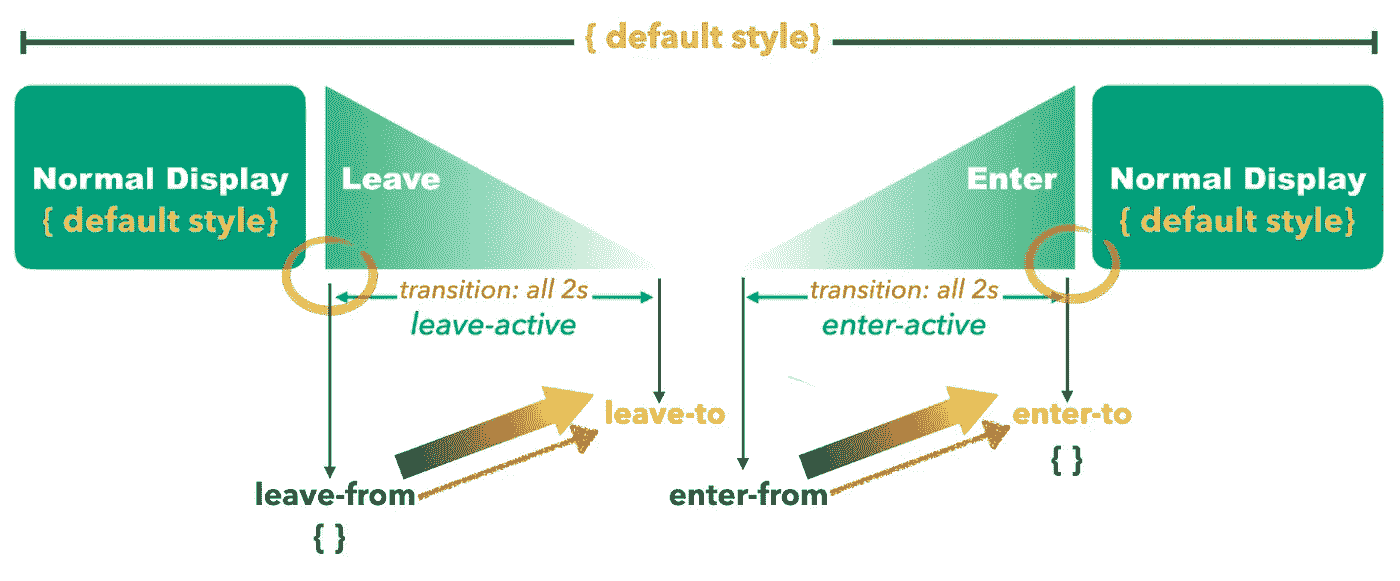 { default style}
Normal Display
{ default style}
Leave
Enter
Normal Display
{ default style}
transition: all 2s
leave-active
transition: all 2s
enter-active
leave-to
enter-to
{ }
leave-from
{ }
enter-from